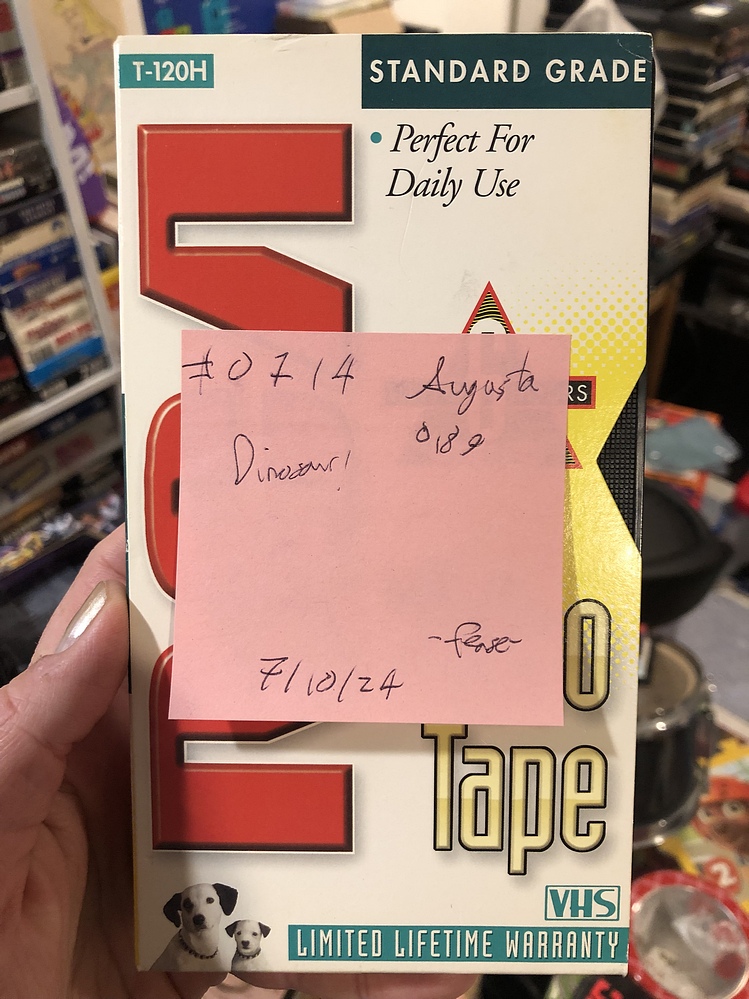 T-120H
STANDARD GRADE
• Perfect For
Daily Use
RS
#0714 Augusta
Dinosaur! 0189
7/10/24
Tape
VHS
LIMITED LIFETIME WARRANTY